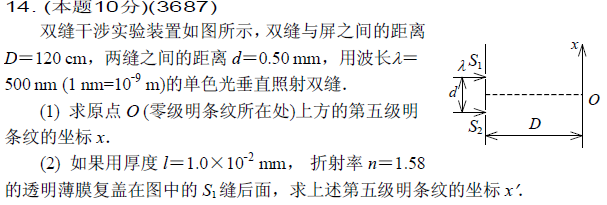 14. (本题10分)(3687)
双缝干涉实验装置如图所示，双缝与屏之间的距离
D＝120 cm，两缝之间的距离 d＝0.50 mm，用波长λ＝
500 nm (1 nm=10⁻⁹ m)的单色光垂直照射双缝．
(1) 求原点 O (零级明条纹所在处)上方的第五级明
条纹的坐标 x．
(2) 如果用厚度 l＝1.0×10⁻² mm， 折射率 n＝1.58
的透明薄膜复盖在图中的 S₁ 缝后面，求上述第五级明条纹的坐标 x′．
x
λ S₁
d
O
S₂
D